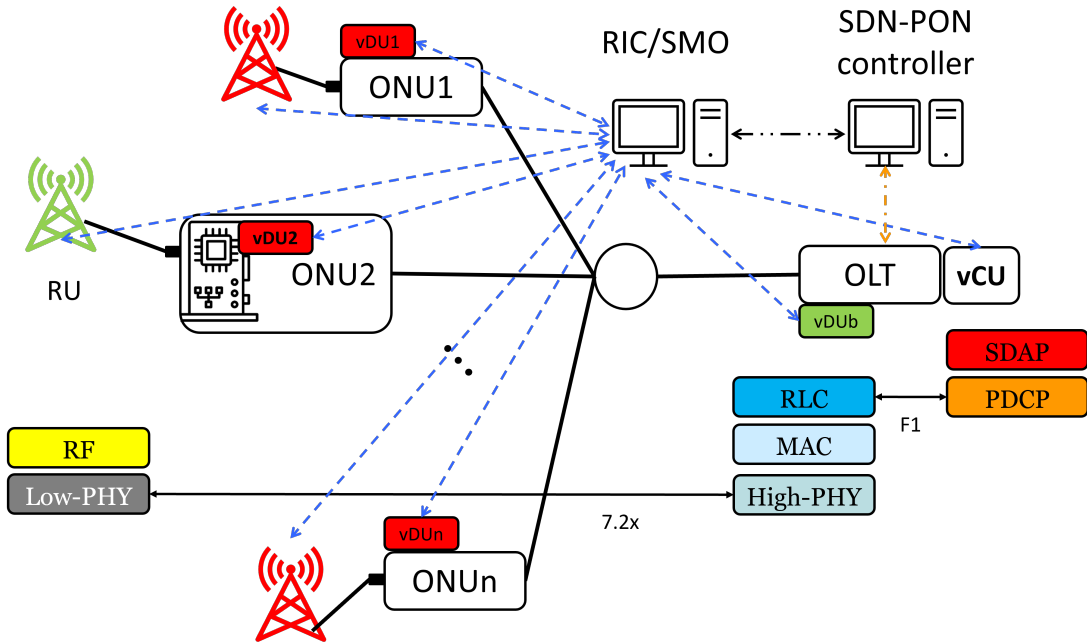 vDU1
ONU1
RIC/SMO
SDN-PON
controller
RU
vDU2
ONU2
OLT
vCU
vDUb
SDAP
RLC
PDCP
F1
RF
MAC
Low-PHY
High-PHY
7.2x
vDUn
ONUn